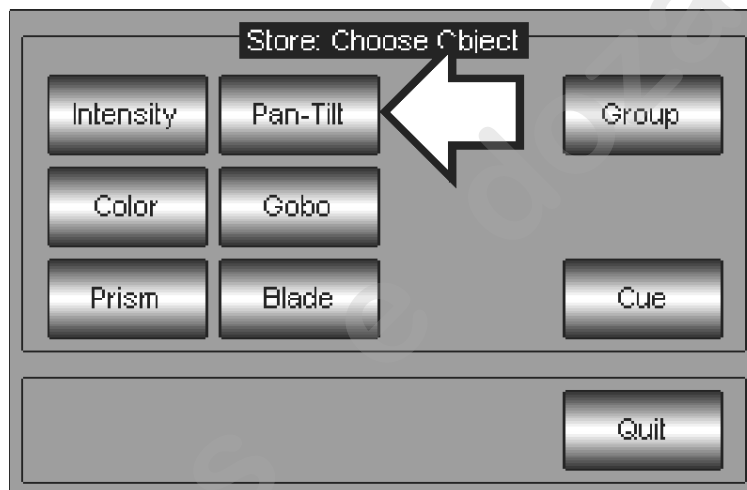 Store: Choose Object
Intensity Pan-Tilt Group
Color Gobo
Prism Blade Cue
Quit